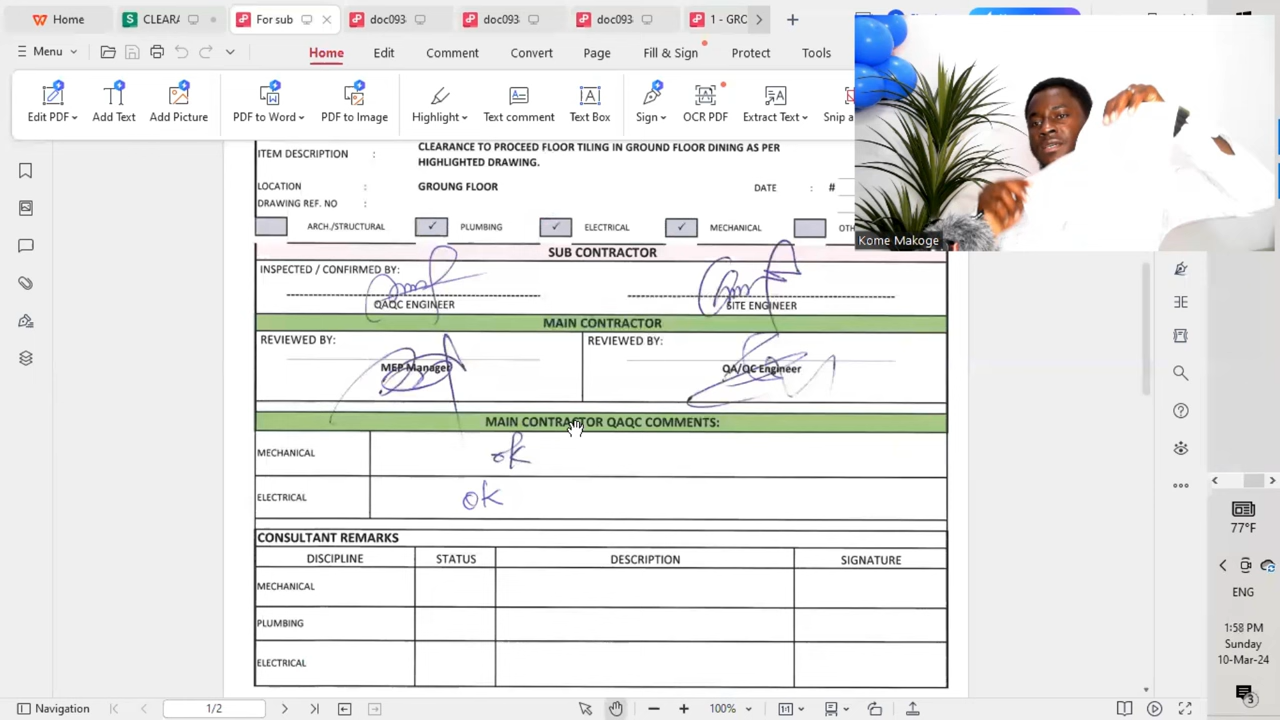 Home
CLEARA
For sub
doc093
doc093
doc093
1 - GRO
Menu
Home
Edit
Comment
Convert
Page
Fill & Sign
Protect
Tools
Edit PDF
Add Text
Add Picture
PDF to Word
PDF to Image
Highlight
Text comment
Text Box
Sign
OCR PDF
Extract Text
Snip a
Kome Makoge
ITEM DESCRIPTION : CLEARANCE TO PROCEED FLOOR TILING IN GROUND FLOOR DINING AS PER
HIGHLIGHTED DRAWING.
LOCATION : GROUNG FLOOR DATE : #
DRAWING REF. NO :
ARCH./STRUCTURAL ✓ PLUMBING ✓ ELECTRICAL ✓ MECHANICAL OTH
SUB CONTRACTOR
INSPECTED / CONFIRMED BY:
QAQC ENGINEER SITE ENGINEER
MAIN CONTRACTOR
REVIEWED BY: REVIEWED BY:
MEP Manager QA/QC Engineer
MAIN CONTRACTOR QAQC COMMENTS:
MECHANICAL ok
ELECTRICAL ok
CONSULTANT REMARKS
DISCIPLINE STATUS DESCRIPTION SIGNATURE
MECHANICAL
PLUMBING
ELECTRICAL
77°F
ENG
1:58 PM
Sunday
10-Mar-24
3
Navigation
1/2
100%
1:1